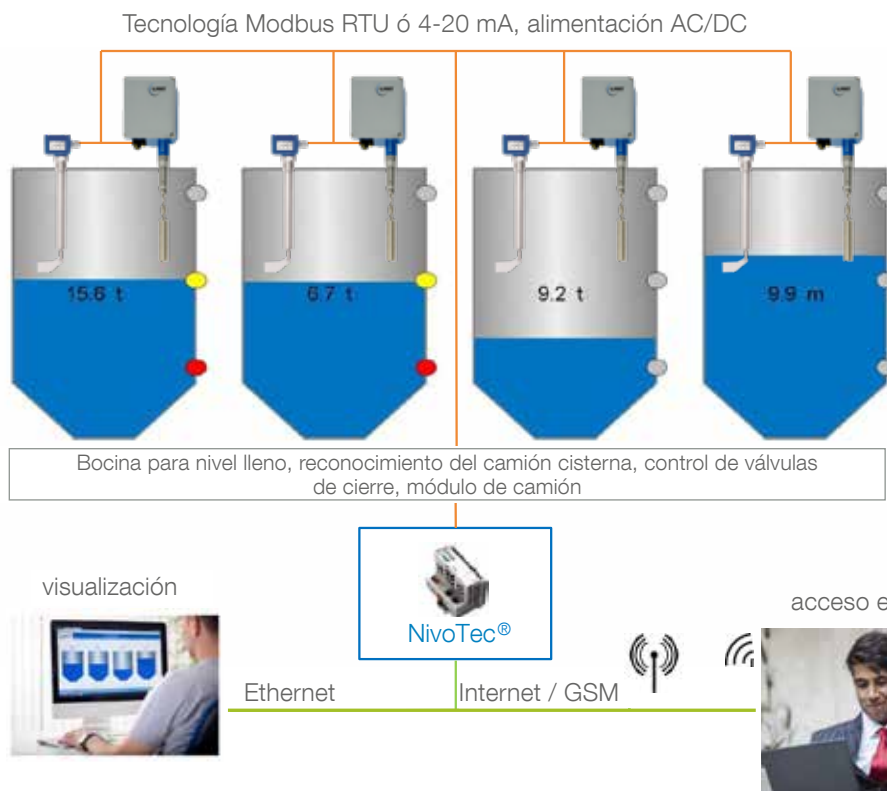 Tecnología Modbus RTU ó 4-20 mA, alimentación AC/DC
15.6 t
6.7 t
9.2 t
9.9 m
Bocina para nivel lleno, reconocimiento del camión cisterna, control de válvulas
de cierre, módulo de camión
visualización
NivoTec®
acceso e
Ethernet
Internet / GSM